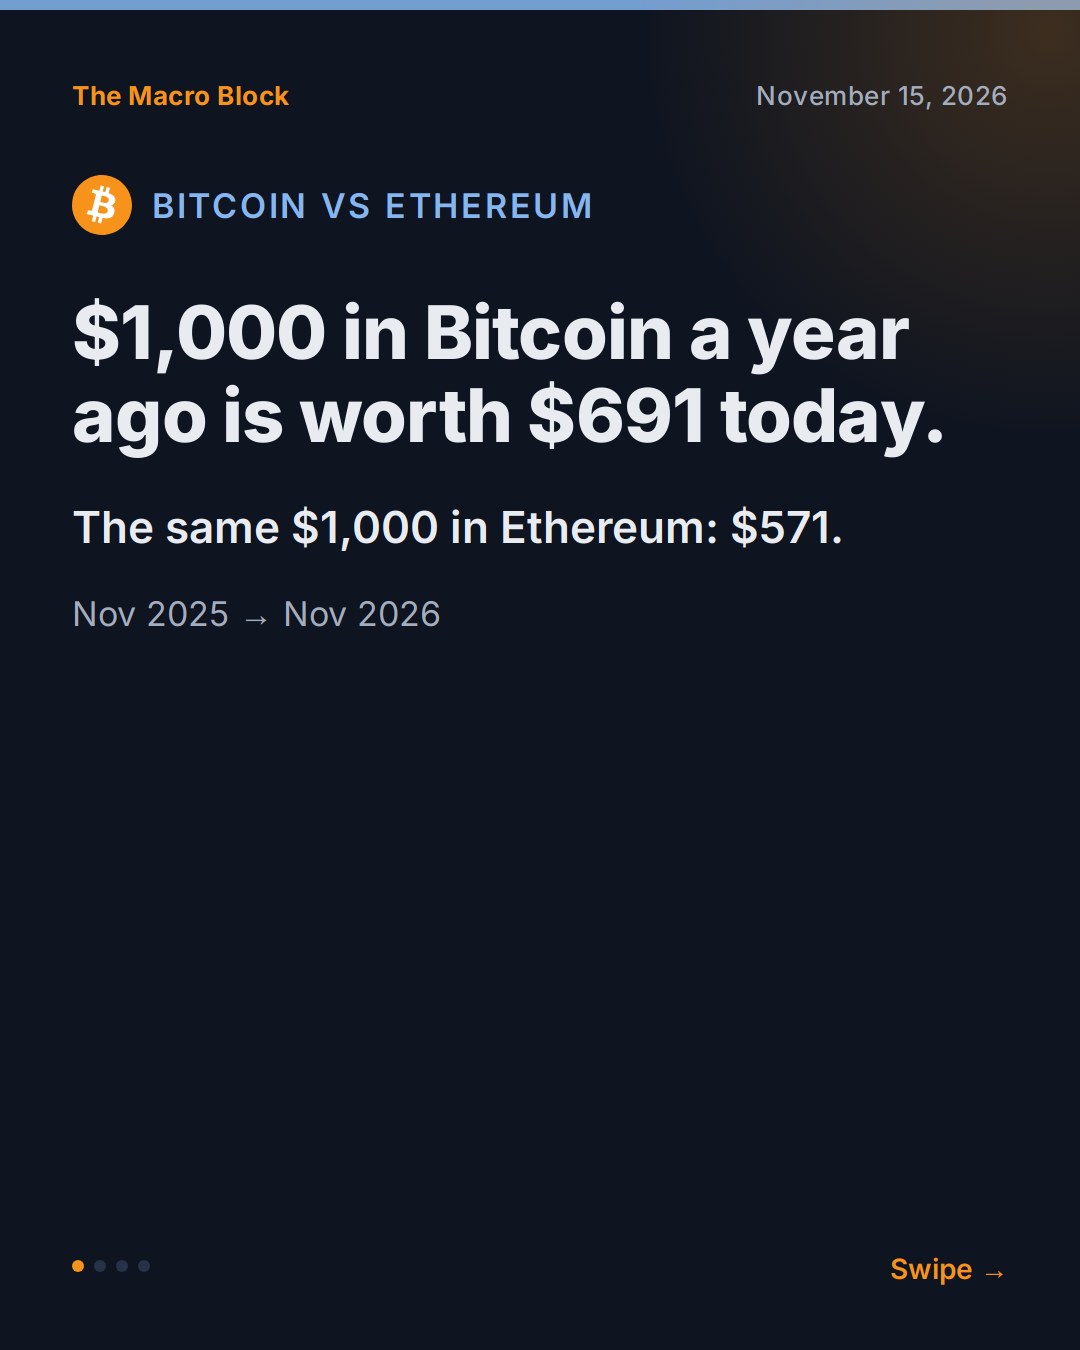 The Macro Block
November 15, 2026
BITCOIN VS ETHEREUM
$1,000 in Bitcoin a year
ago is worth $691 today.
The same $1,000 in Ethereum: $571.
Nov 2025 → Nov 2026
Swipe →